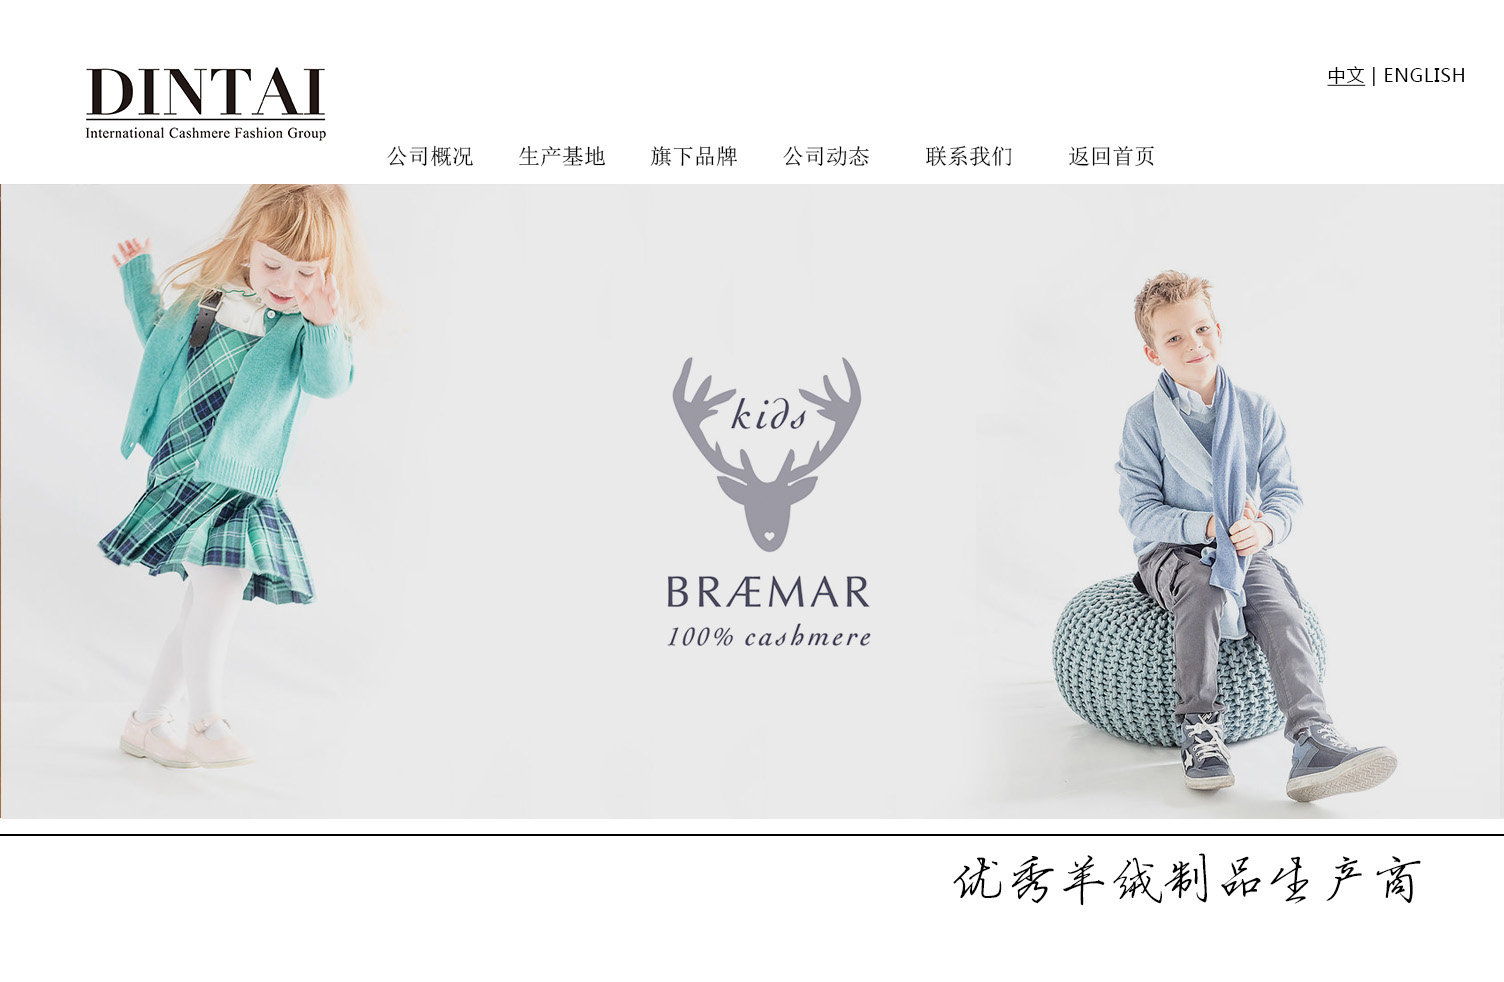 DINTAI
International Cashmere Fashion Group
中文 | ENGLISH
公司概况 生产基地 旗下品牌 公司动态 联系我们 返回首页
kids
BRÆMAR
100% cashmere
优秀羊绒制品生产商